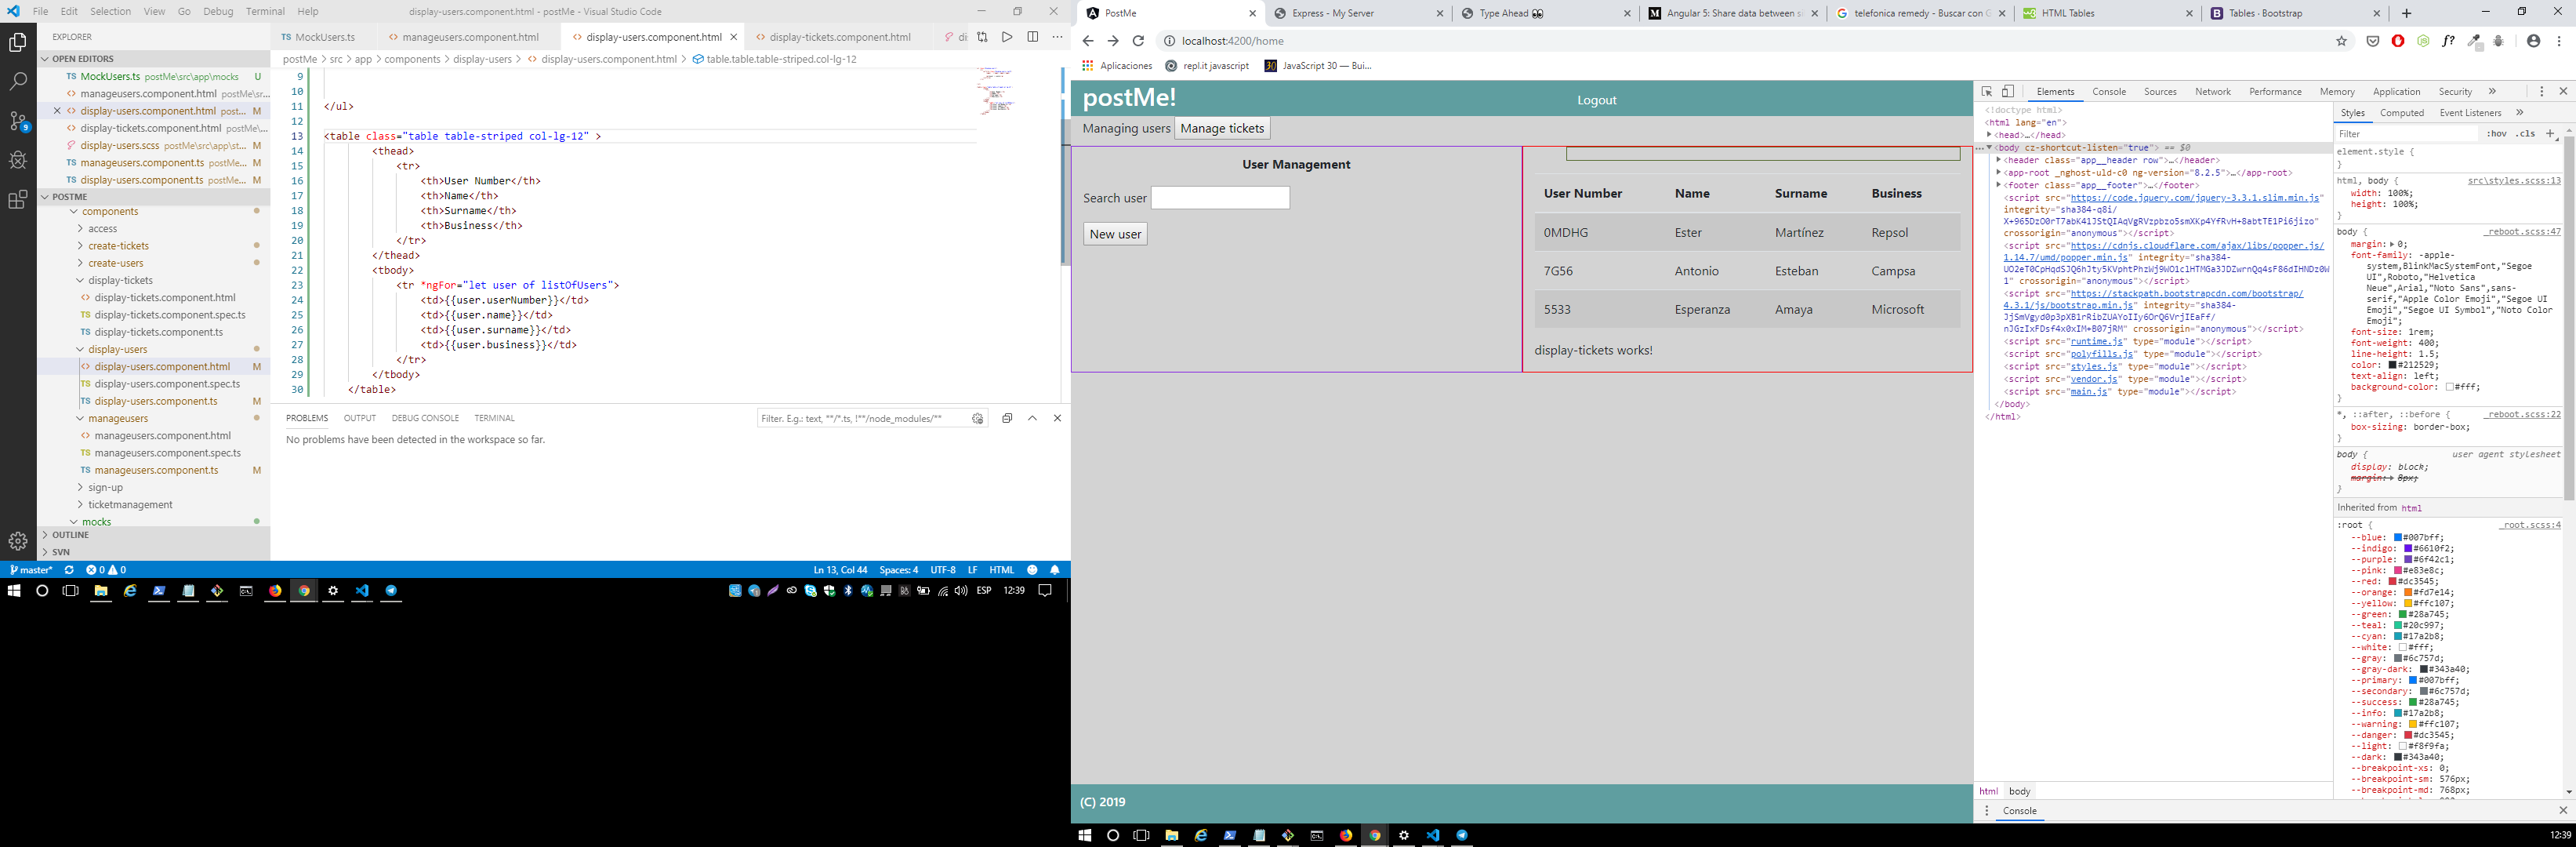 File Edit Selection View Go Debug Terminal Help
display-users.component.html - postMe - Visual Studio Code
EXPLORER
OPEN EDITORS
TS MockUsers.ts postMe\src\app\mocks U
<> manageusers.component.html postMe\sr...
<> display-users.component.html post... M
<> display-tickets.component.html postMe\...
display-users.scss postMe\src\app\st... M
TS manageusers.component.ts postMe... M
TS display-users.component.ts postMe... M
POSTME
components
access
create-tickets
create-users
display-tickets
<> display-tickets.component.html
TS display-tickets.component.spec.ts
TS display-tickets.component.ts
display-users
<> display-users.component.html M
TS display-users.component.spec.ts
TS display-users.component.ts M
manageusers
<> manageusers.component.html
TS manageusers.component.spec.ts
TS manageusers.component.ts M
sign-up
ticketmanagement
mocks
OUTLINE
SVN
9
TS MockUsers.ts
<> manageusers.component.html
<> display-users.component.html
<> display-tickets.component.html
di
postMe > src > app > components > display-users > <> display-users.component.html > table.table.table-striped.col-lg-12
9
10
11 </ul>
12
13 <table class="table table-striped col-lg-12" >
14 <thead>
15 <tr>
16 <th>User Number</th>
17 <th>Name</th>
18 <th>Surname</th>
19 <th>Business</th>
20 </tr>
21 </thead>
22 <tbody>
23 <tr *ngFor="let user of listOfUsers">
24 <td>{{user.userNumber}}</td>
25 <td>{{user.name}}</td>
26 <td>{{user.surname}}</td>
27 <td>{{user.business}}</td>
28 </tr>
29 </tbody>
30 </table>
PROBLEMS OUTPUT DEBUG CONSOLE TERMINAL
Filter. E.g.: text, **/*.ts, !**/node_modules/**
No problems have been detected in the workspace so far.
master* 0 0
Ln 13, Col 44 Spaces: 4 UTF-8 LF HTML
ESP 12:39
PostMe
Express - My Server
Type Ahead 👀
Angular 5: Share data between si
telefonica remedy - Buscar con G
HTML Tables
Tables · Bootstrap
localhost:4200/home
Aplicaciones
repl.it javascript
30 JavaScript 30 — Bui...
postMe!
Logout
Managing users Manage tickets
User Management
Search user
New user
User Number Name Surname Business
0MDHG Ester Martínez Repsol
7G56 Antonio Esteban Campsa
5533 Esperanza Amaya Microsoft
display-tickets works!
(C) 2019
Elements Console Sources Network Performance Memory Application Security »
<!doctype html>
<html lang="en">
<head>…</head>
<body cz-shortcut-listen="true"> == $0
<header class="app__header row">…</header>
<app-root _nghost-uld-c0 ng-version="8.2.5">…</app-root>
<footer class="app__footer">…</footer>
<script src="https://code.jquery.com/jquery-3.3.1.slim.min.js"
integrity="sha384-q8i/
X+965DzO0rT7abK41JStQIAqVgRVzpbzo5smXKp4YfRvH+8abtTE1Pi6jizo"
crossorigin="anonymous"></script>
<script src="https://cdnjs.cloudflare.com/ajax/libs/popper.js/
1.14.7/umd/popper.min.js" integrity="sha384-
UO2eT0CpHqdSJQ6hJty5KVphtPhzWj9WO1clHTMGa3JDZwrnQq4sF86dIHNDz0W
1" crossorigin="anonymous"></script>
<script src="https://stackpath.bootstrapcdn.com/bootstrap/
4.3.1/js/bootstrap.min.js" integrity="sha384-
JjSmVgyd0p3pXB1rRibZUAYoIIy6OrQ6VrjIEaFf/
nJGzIxFDsf4x0xIM+B07jRM" crossorigin="anonymous"></script>
<script src="runtime.js" type="module"></script>
<script src="polyfills.js" type="module"></script>
<script src="styles.js" type="module"></script>
<script src="vendor.js" type="module"></script>
<script src="main.js" type="module"></script>
</body>
</html>
html body
Console
Styles Computed Event Listeners »
Filter :hov .cls +
element.style {
}
html, body { src\styles.scss:13
width: 100%;
height: 100%;
}
body { _reboot.scss:47
margin: 0;
font-family: -apple-
system,BlinkMacSystemFont,"Segoe
UI",Roboto,"Helvetica
Neue",Arial,"Noto Sans",sans-
serif,"Apple Color Emoji","Segoe UI
Emoji","Segoe UI Symbol","Noto Color
Emoji";
font-size: 1rem;
font-weight: 400;
line-height: 1.5;
color: #212529;
text-align: left;
background-color: #fff;
}
*, ::after, ::before { _reboot.scss:22
box-sizing: border-box;
}
body { user agent stylesheet
display: block;
margin: 8px;
}
Inherited from html
:root { _root.scss:4
--blue: #007bff;
--indigo: #6610f2;
--purple: #6f42c1;
--pink: #e83e8c;
--red: #dc3545;
--orange: #fd7e14;
--yellow: #ffc107;
--green: #28a745;
--teal: #20c997;
--cyan: #17a2b8;
--white: #fff;
--gray: #6c757d;
--gray-dark: #343a40;
--primary: #007bff;
--secondary: #6c757d;
--success: #28a745;
--info: #17a2b8;
--warning: #ffc107;
--danger: #dc3545;
--light: #f8f9fa;
--dark: #343a40;
--breakpoint-xs: 0;
--breakpoint-sm: 576px;
--breakpoint-md: 768px;
12:39